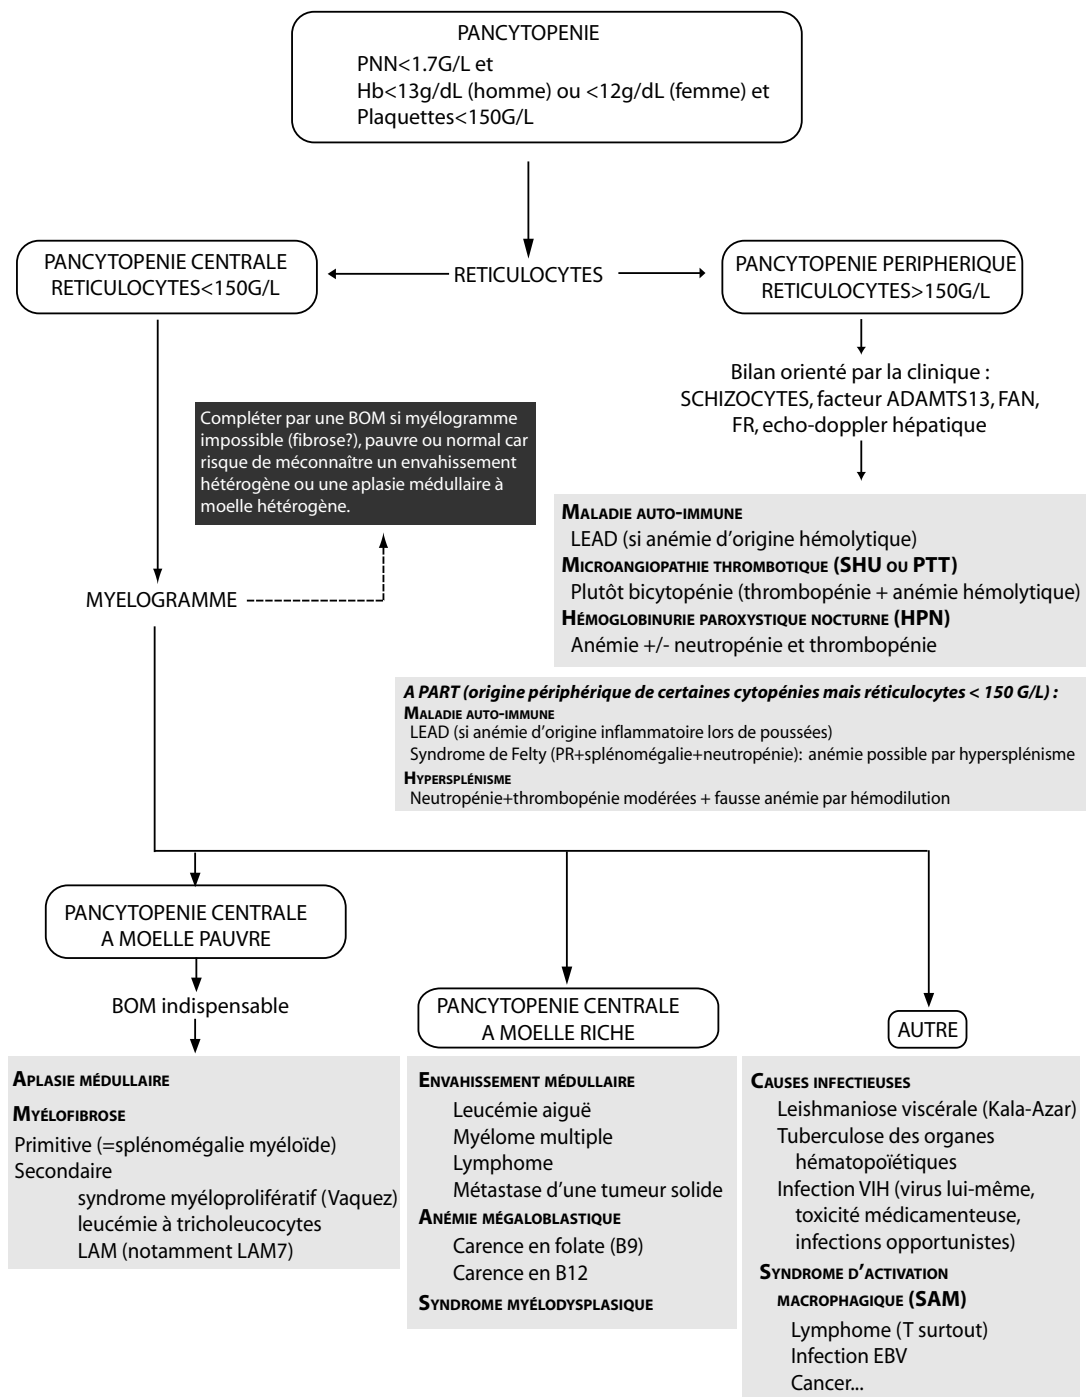 PANCYTOPENIE
PNN<1.7G/L et
Hb<13g/dL (homme) ou <12g/dL (femme) et
Plaquettes<150G/L
PANCYTOPENIE CENTRALE
RETICULOCYTES<150G/L
RETICULOCYTES
PANCYTOPENIE PERIPHERIQUE
RETICULOCYTES>150G/L
Bilan orienté par la clinique :
SCHIZOCYTES, facteur ADAMTS13, FAN,
FR, echo-doppler hépatique
Compléter par une BOM si myélogramme
impossible (fibrose?), pauvre ou normal car
risque de méconnaître un envahissement
hétérogène ou une aplasie médullaire à
moelle hétérogène.
MALADIE AUTO-IMMUNE
LEAD (si anémie d'origine hémolytique)
MICROANGIOPATHIE THROMBOTIQUE (SHU OU PTT)
Plutôt bicytopénie (thrombopénie + anémie hémolytique)
HÉMOGLOBINURIE PAROXYSTIQUE NOCTURNE (HPN)
Anémie +/- neutropénie et thrombopénie
MYELOGRAMME
A PART (origine périphérique de certaines cytopénies mais réticulocytes < 150 G/L) :
MALADIE AUTO-IMMUNE
LEAD (si anémie d'origine inflammatoire lors de poussées)
Syndrome de Felty (PR+splénomégalie+neutropénie): anémie possible par hypersplénisme
HYPERSPLÉNISME
Neutropénie+thrombopénie modérées + fausse anémie par hémodilution
PANCYTOPENIE CENTRALE
A MOELLE PAUVRE
BOM indispensable
APLASIE MÉDULLAIRE
MYÉLOFIBROSE
Primitive (=splénomégalie myéloïde)
Secondaire
syndrome myéloprolifératif (Vaquez)
leucémie à tricholeucocytes
LAM (notamment LAM7)
PANCYTOPENIE CENTRALE
A MOELLE RICHE
ENVAHISSEMENT MÉDULLAIRE
Leucémie aiguë
Myélome multiple
Lymphome
Métastase d'une tumeur solide
ANÉMIE MÉGALOBLASTIQUE
Carence en folate (B9)
Carence en B12
SYNDROME MYÉLODYSPLASIQUE
AUTRE
CAUSES INFECTIEUSES
Leishmaniose viscérale (Kala-Azar)
Tuberculose des organes
hématopoïétiques
Infection VIH (virus lui-même,
toxicité médicamenteuse,
infections opportunistes)
SYNDROME D'ACTIVATION
MACROPHAGIQUE (SAM)
Lymphome (T surtout)
Infection EBV
Cancer...